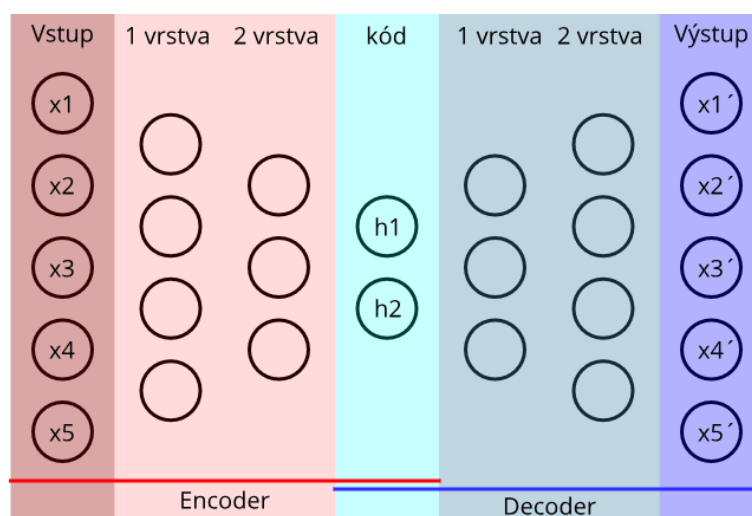 Vstup 1 vrstva 2 vrstva kód 1 vrstva 2 vrstva Výstup
x1 x1´
x2 x2´
h1
x3 x3´
h2
x4 x4´
x5 x5´
Encoder Decoder